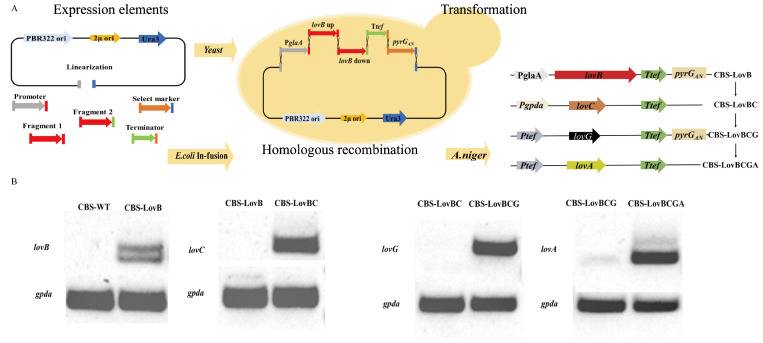 A
Expression elements
Transformation
PBR322 ori
2μ ori
Ura3
Linearization
Promoter
Fragment 2
Select marker
Fragment 1
Terminator
Yeast
E.coli In-fusion
PglaA
lovB up
lovB down
Ttef
pyrG AN
PBR322 ori
2μ ori
Ura3
Homologous recombination
A.niger
PglaA
lovB
Ttef
pyrG AN
CBS-LovB
Pgpda
lovC
Ttef
CBS-LovBC
Ptef
lovG
Ttef
pyrG AN
CBS-LovBCG
Ptef
lovA
Ttef
CBS-LovBCGA
B
CBS-WT
CBS-LovB
lovB
gpda
CBS-LovB
CBS-LovBC
lovC
gpda
CBS-LovBC
CBS-LovBCG
lovG
gpda
CBS-LovBCG
CBS-LovBCGA
lovA
gpda